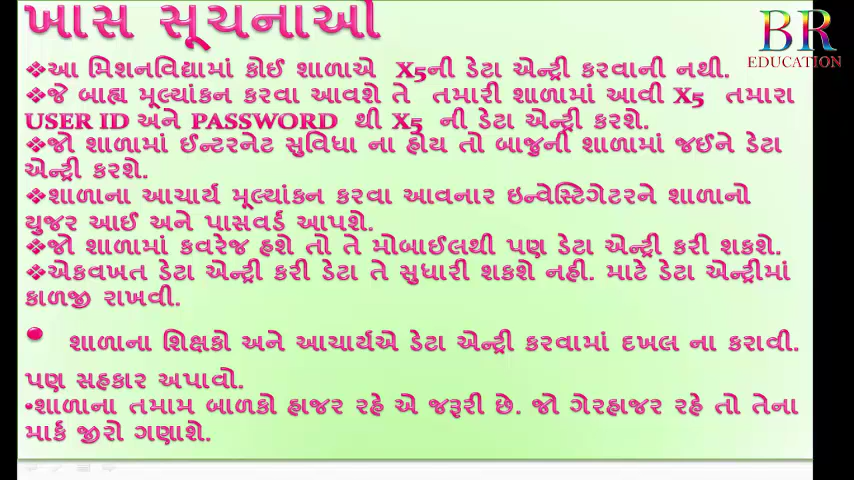 ખાસ સૂચનાઓ
BR
EDUCATION
❖આ મિશનવિદ્યામાં કોઈ શાળાએ X5ની ડેટા એન્ટ્રી કરવાની નથી.
❖જે બાહ્ય મૂલ્યાંકન કરવા આવશે તે તમારી શાળામાં આવી X5 તમારા
USER ID અને PASSWORD થી X5 ની ડેટા એન્ટ્રી કરશે.
❖જો શાળામાં ઈન્ટરનેટ સુવિધા ના હોય તો બાજુની શાળામાં જઈને ડેટા
એન્ટ્રી કરશે.
❖શાળાના આચાર્ય મૂલ્યાંકન કરવા આવનાર ઇન્વેસ્ટિગેટરને શાળાનો
યુજર આઈ અને પાસવર્ડ આપશે.
❖જો શાળામાં કવરેજ હશે તો તે મોબાઈલથી પણ ડેટા એન્ટ્રી કરી શકશે.
❖એકવખત ડેટા એન્ટ્રી કરી ડેટા તે સુધારી શકશે નહી. માટે ડેટા એન્ટ્રીમાં
કાળજી રાખવી.
• શાળાના શિક્ષકો અને આચાર્યએ ડેટા એન્ટ્રી કરવામાં દખલ ના કરાવી.
પણ સહકાર અપાવો.
•શાળાના તમામ બાળકો હાજર રહે એ જરૂરી છે. જો ગેરહાજર રહે તો તેના
માર્ક જીરો ગણાશે.